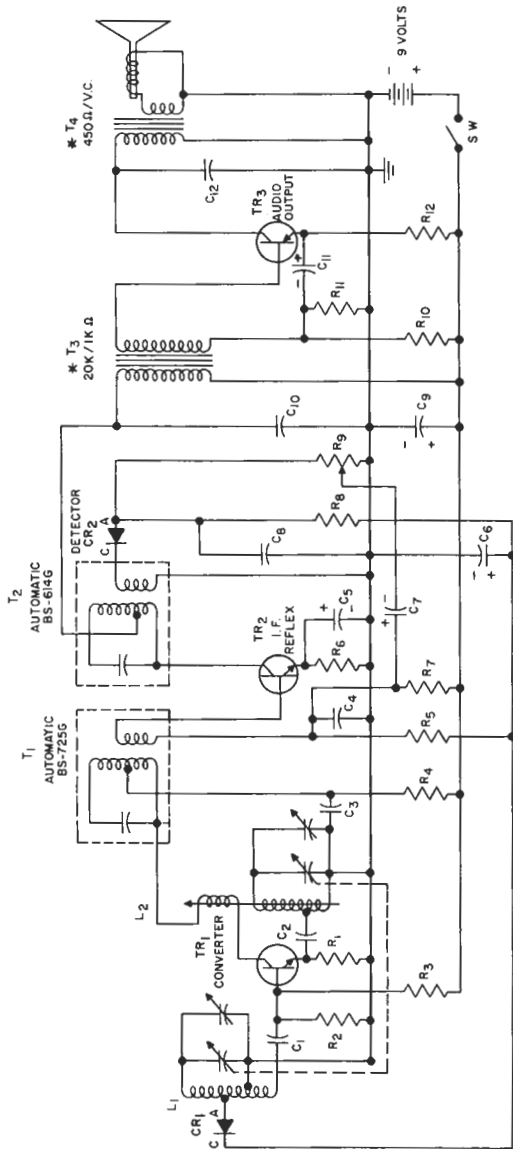 * T4
450Ω/V.C.
9 VOLTS
-
+
SW
C12
TR3
AUDIO
OUTPUT
C11
+
-
R12
R11
R10
* T3
20K/1KΩ
C10
C9
-
+
R9
R8
C8
C6
-
+
C7
+ -
DETECTOR
CR2
C
A
T2
AUTOMATIC
BS-614G
TR2
I.F.
REFLEX
C5
+
-
R6
C4
R7
R5
T1
AUTOMATIC
BS-725G
R4
C3
L2
TR1
CONVERTER
C2
R1
R3
C1
R2
L1
CR1
C
A